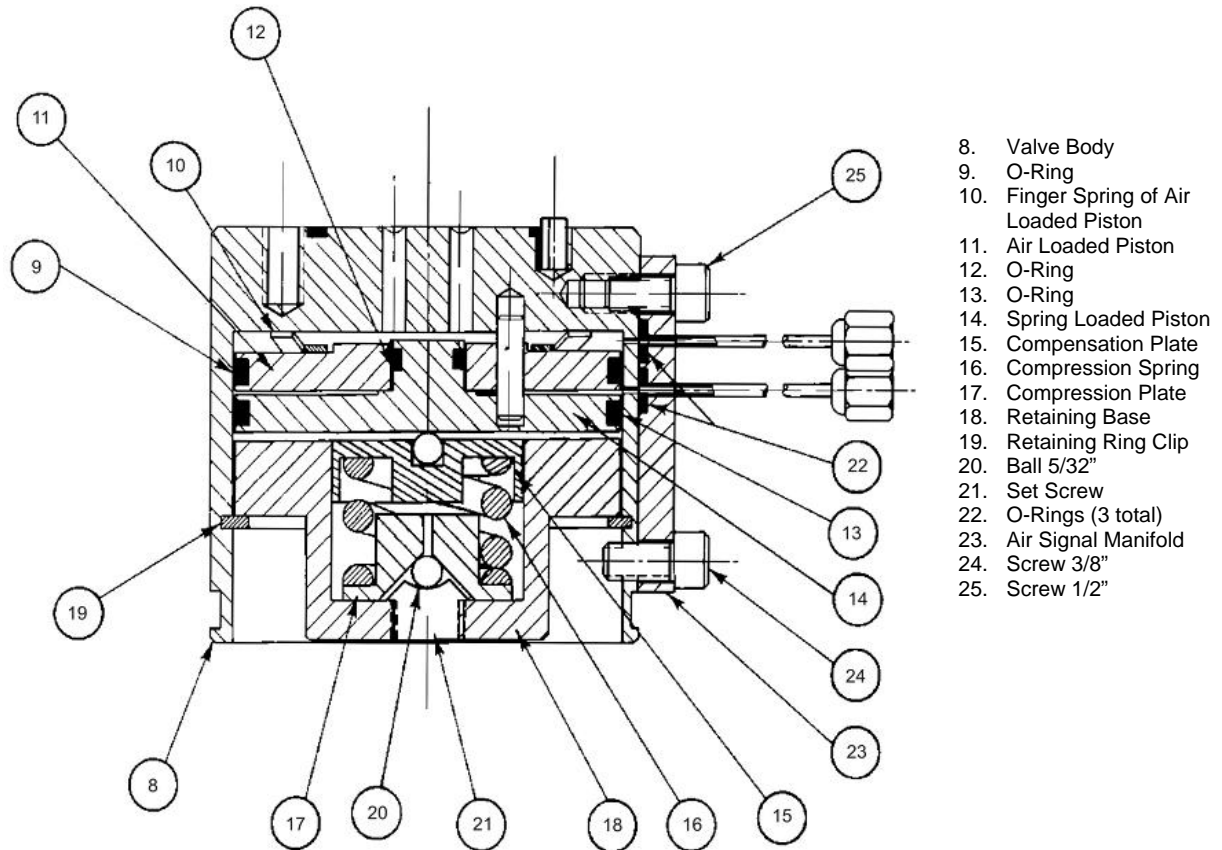 12
11
10
25
9
22
13
19
14
24
8
23
17
20
21
18
16
15
8. Valve Body
9. O-Ring
10. Finger Spring of Air
Loaded Piston
11. Air Loaded Piston
12. O-Ring
13. O-Ring
14. Spring Loaded Piston
15. Compensation Plate
16. Compression Spring
17. Compression Plate
18. Retaining Base
19. Retaining Ring Clip
20. Ball 5/32”
21. Set Screw
22. O-Rings (3 total)
23. Air Signal Manifold
24. Screw 3/8”
25. Screw 1/2”